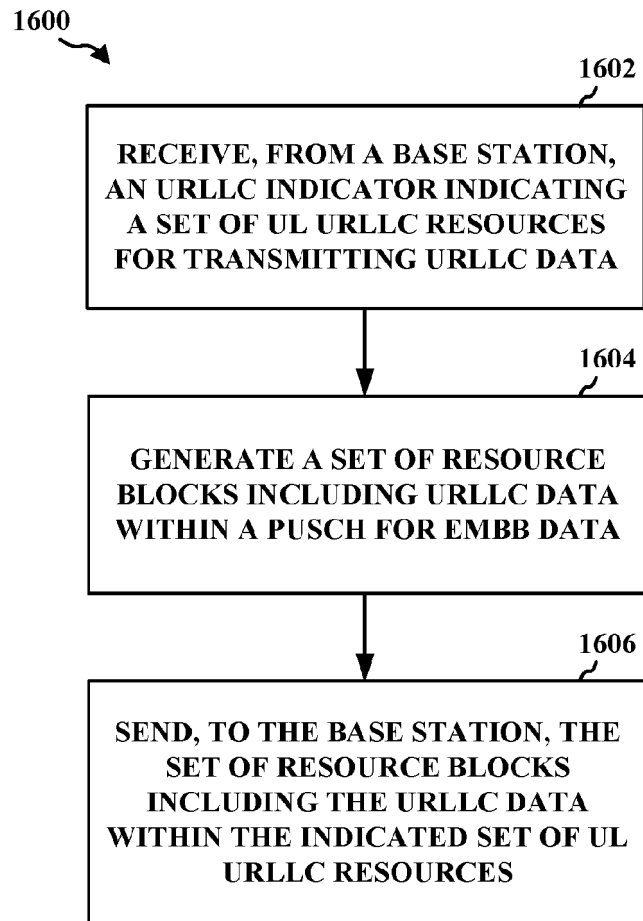 1600
1602
RECEIVE, FROM A BASE STATION,
AN URLLC INDICATOR INDICATING
A SET OF UL URLLC RESOURCES
FOR TRANSMITTING URLLC DATA
1604
GENERATE A SET OF RESOURCE
BLOCKS INCLUDING URLLC DATA
WITHIN A PUSCH FOR EMBB DATA
1606
SEND, TO THE BASE STATION, THE
SET OF RESOURCE BLOCKS
INCLUDING THE URLLC DATA
WITHIN THE INDICATED SET OF UL
URLLC RESOURCES